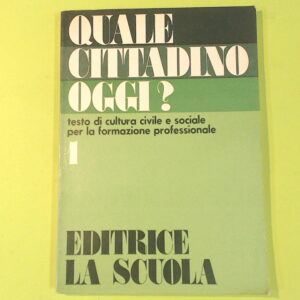 QUALE
CITTADINO
OGGI?
testo di cultura civile e sociale
per la formazione professionale
1
EDITRICE
LA SCUOLA